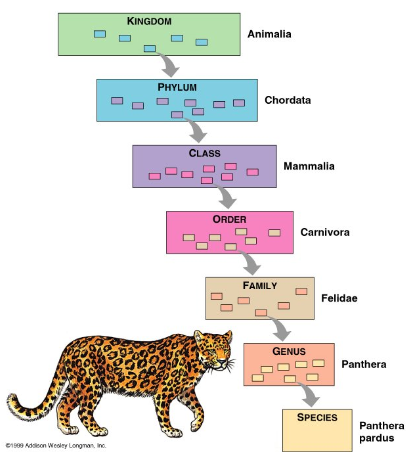 KINGDOM
Animalia
PHYLUM
Chordata
CLASS
Mammalia
ORDER
Carnivora
FAMILY
Felidae
GENUS
Panthera
SPECIES
Panthera
pardus
©1999 Addison Wesley Longman, Inc.